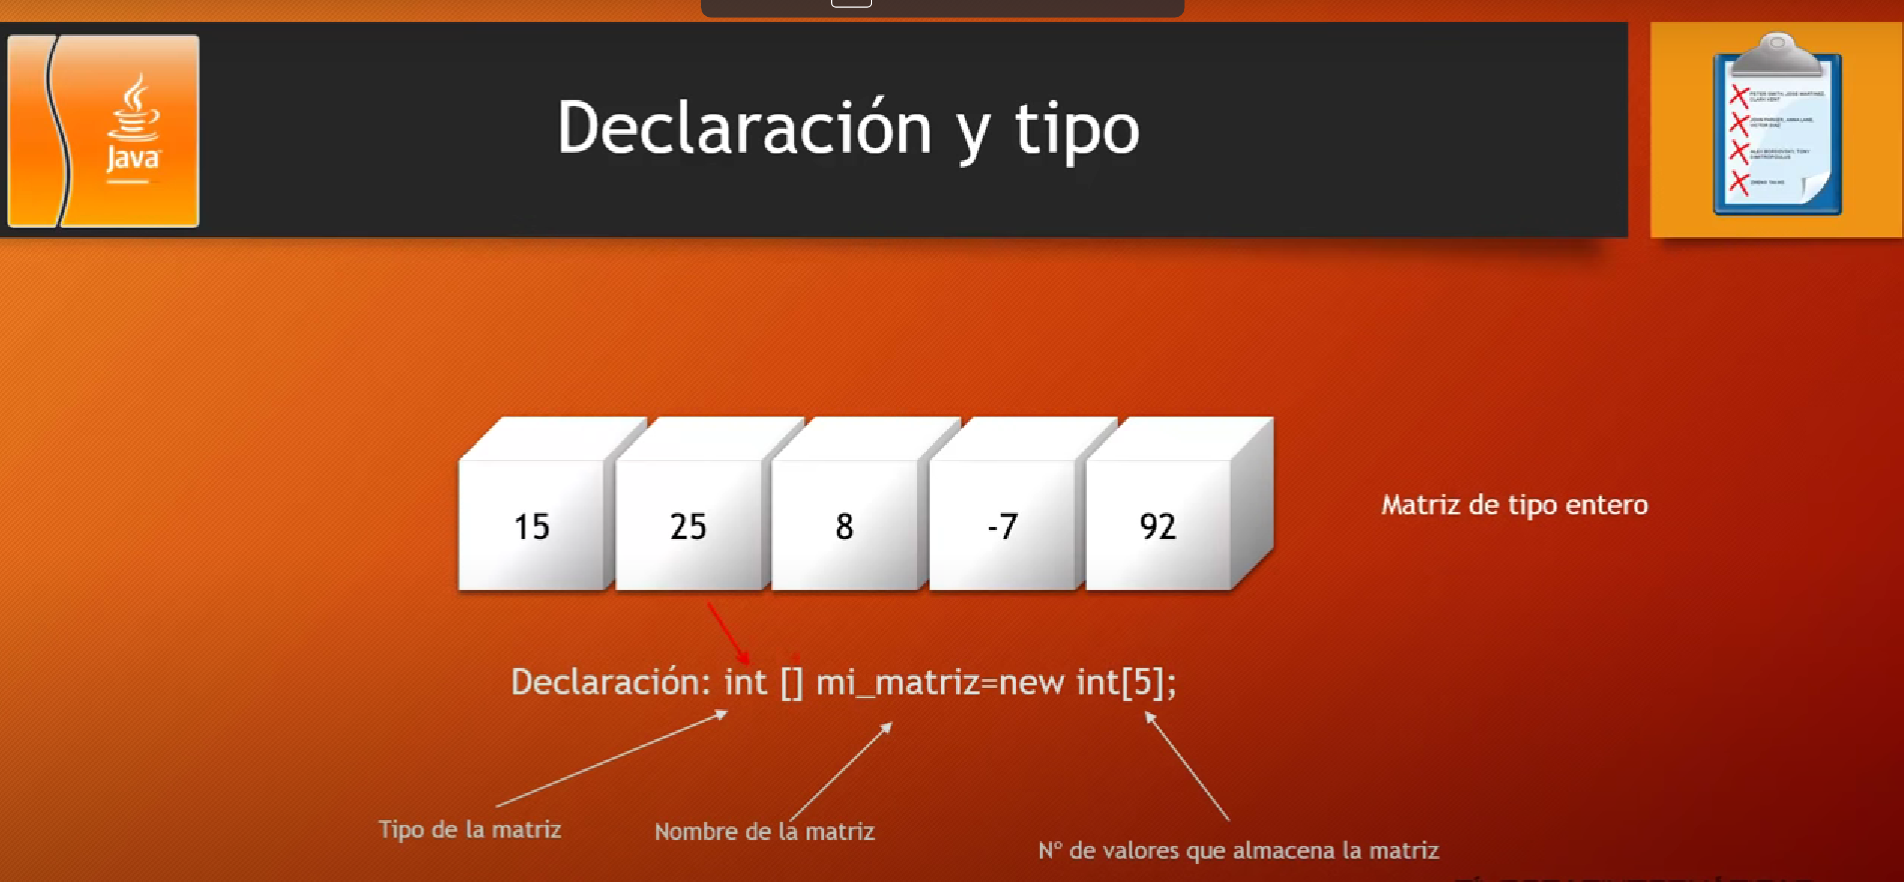 Java
Declaración y tipo
15
25
8
-7
92
Matriz de tipo entero
Declaración: int [] mi_matriz=new int[5];
Tipo de la matriz
Nombre de la matriz
Nº de valores que almacena la matriz